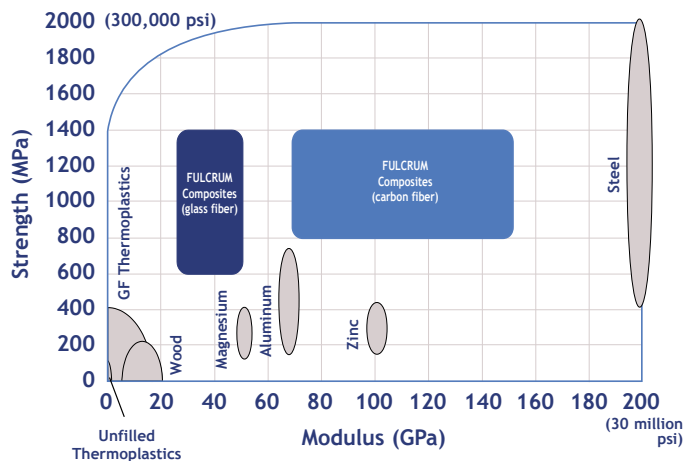 2000 (300,000 psi)
1800
1600
1400
1200
1000
800
600
400
200
0
Strength (MPa)
GF Thermoplastics
FULCRUM
Composites
(glass fiber)
FULCRUM
Composites
(carbon fiber)
Steel
Wood
Magnesium
Aluminum
Zinc
0 20 40 60 80 100 120 140 160 180 200
(30 million
psi)
Modulus (GPa)
Unfilled
Thermoplastics